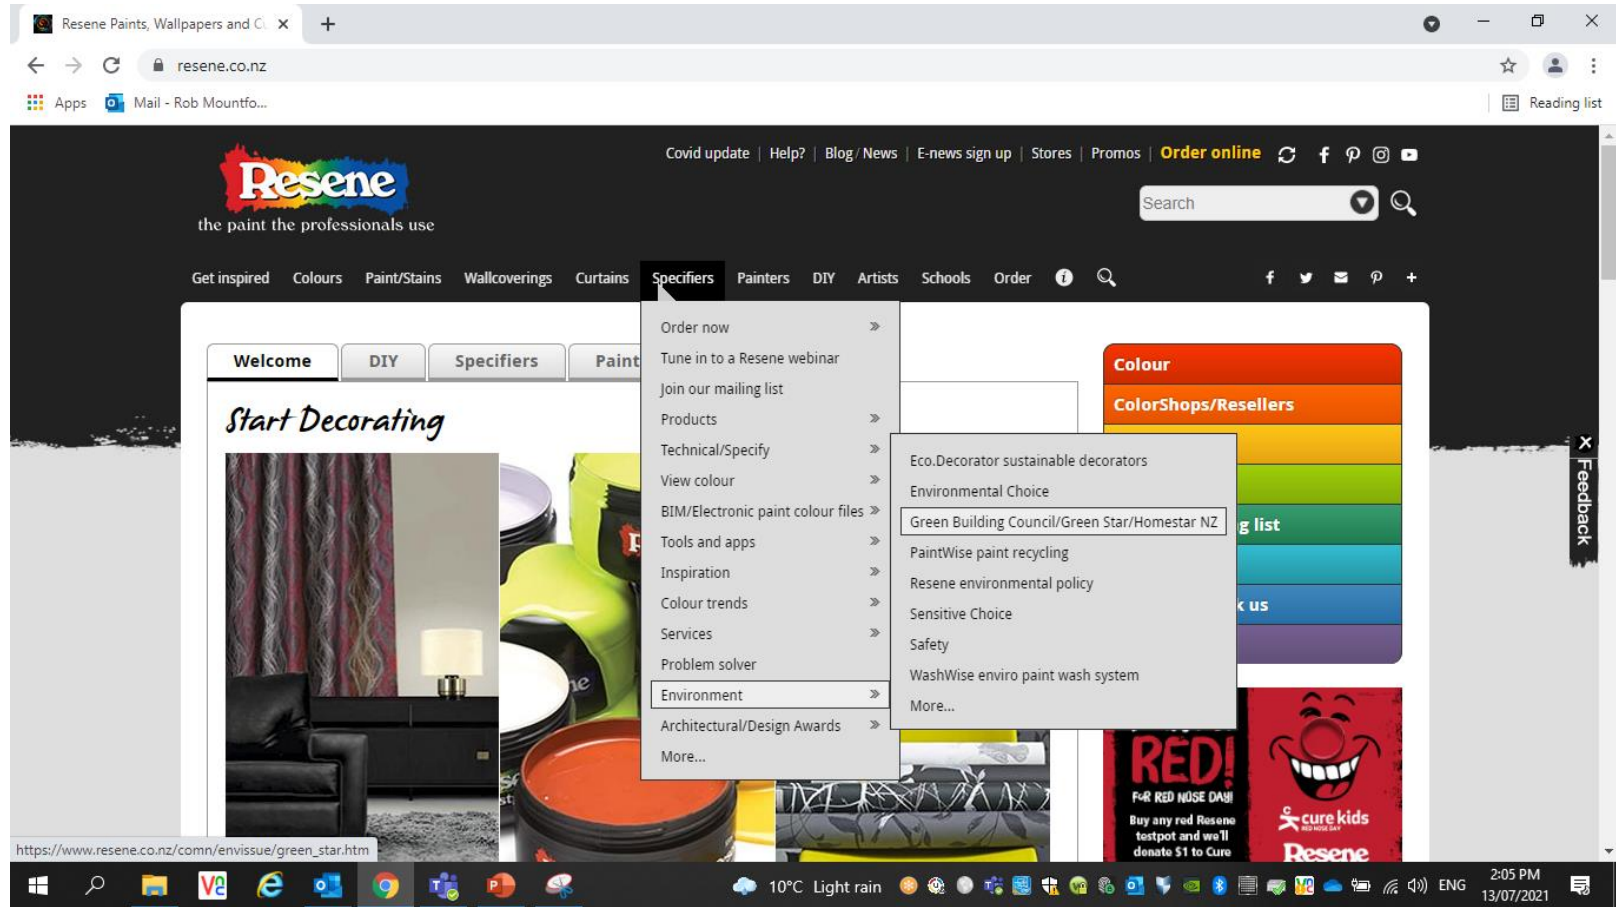 Resene Paints, Wallpapers and Cu
resene.co.nz
Apps Mail - Rob Mountfo...
Reading list
Resene
the paint the professionals use
Covid update | Help? | Blog/News | E-news sign up | Stores | Promos | Order online
Search
Get inspired Colours Paint/Stains Wallcoverings Curtains Specifiers Painters DIY Artists Schools Order
Welcome DIY Specifiers Paint
Start Decorating
Order now
Tune in to a Resene webinar
Join our mailing list
Products
Technical/Specify
View colour
BIM/Electronic paint colour files
Tools and apps
Inspiration
Colour trends
Services
Problem solver
Environment
Architectural/Design Awards
More...
Eco.Decorator sustainable decorators
Environmental Choice
Green Building Council/Green Star/Homestar NZ
PaintWise paint recycling
Resene environmental policy
Sensitive Choice
Safety
WashWise enviro paint wash system
More...
Colour
ColorShops/Resellers
g list
k us
X Feedback
RED!
FOR RED NOSE DAY!
Buy any red Resene
testpot and we'll
donate $1 to Cure
cure kids
RED NOSE DAY
Resene
https://www.resene.co.nz/comn/envissue/green_star.htm
10°C Light rain
ENG
2:05 PM
13/07/2021